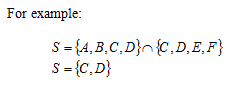 For example:
S = {A, B, C, D} ∩ {C, D, E, F}
S = {C, D}